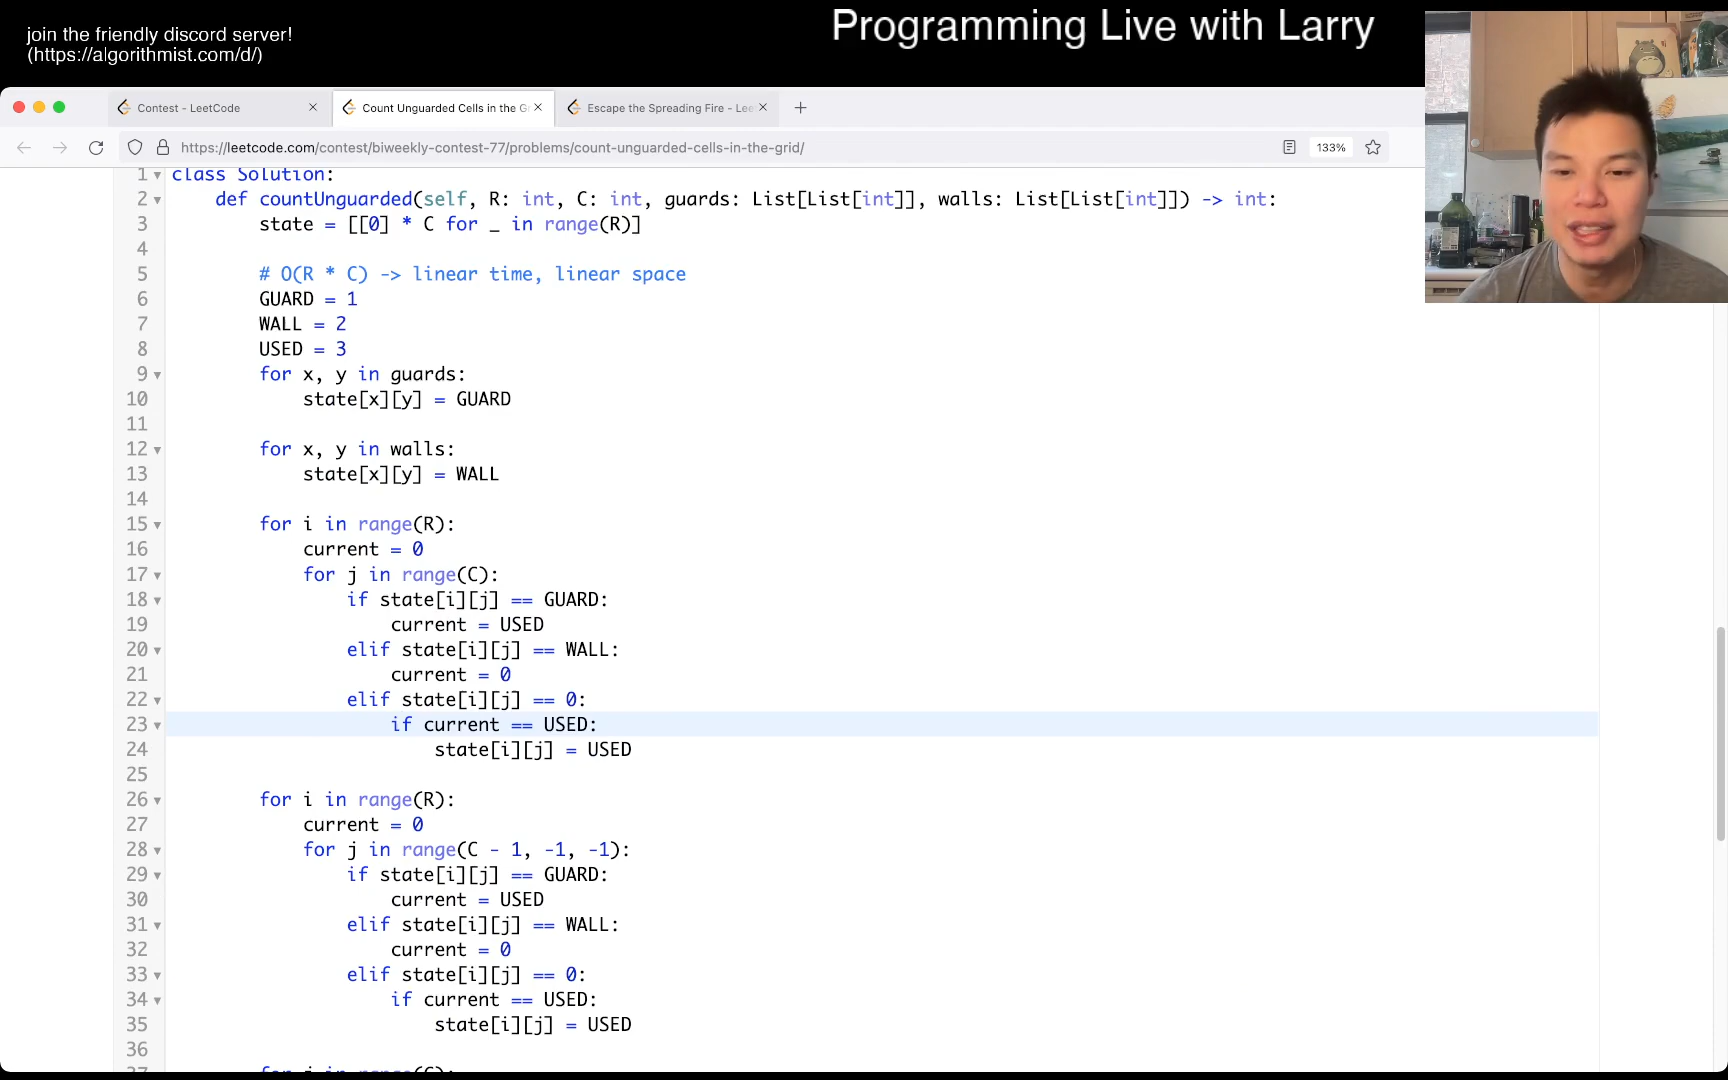 join the friendly discord server!
(https://algorithmist.com/d/)
Programming Live with Larry
Contest - LeetCode
Count Unguarded Cells in the G
Escape the Spreading Fire - Lee
https://leetcode.com/contest/biweekly-contest-77/problems/count-unguarded-cells-in-the-grid/
133%
1 class Solution:
2 def countUnguarded(self, R: int, C: int, guards: List[List[int]], walls: List[List[int]]) -> int:
3 state = [[0] * C for _ in range(R)]
4
5 # O(R * C) -> linear time, linear space
6 GUARD = 1
7 WALL = 2
8 USED = 3
9 for x, y in guards:
10 state[x][y] = GUARD
11
12 for x, y in walls:
13 state[x][y] = WALL
14
15 for i in range(R):
16 current = 0
17 for j in range(C):
18 if state[i][j] == GUARD:
19 current = USED
20 elif state[i][j] == WALL:
21 current = 0
22 elif state[i][j] == 0:
23 if current == USED:
24 state[i][j] = USED
25
26 for i in range(R):
27 current = 0
28 for j in range(C - 1, -1, -1):
29 if state[i][j] == GUARD:
30 current = USED
31 elif state[i][j] == WALL:
32 current = 0
33 elif state[i][j] == 0:
34 if current == USED:
35 state[i][j] = USED
36